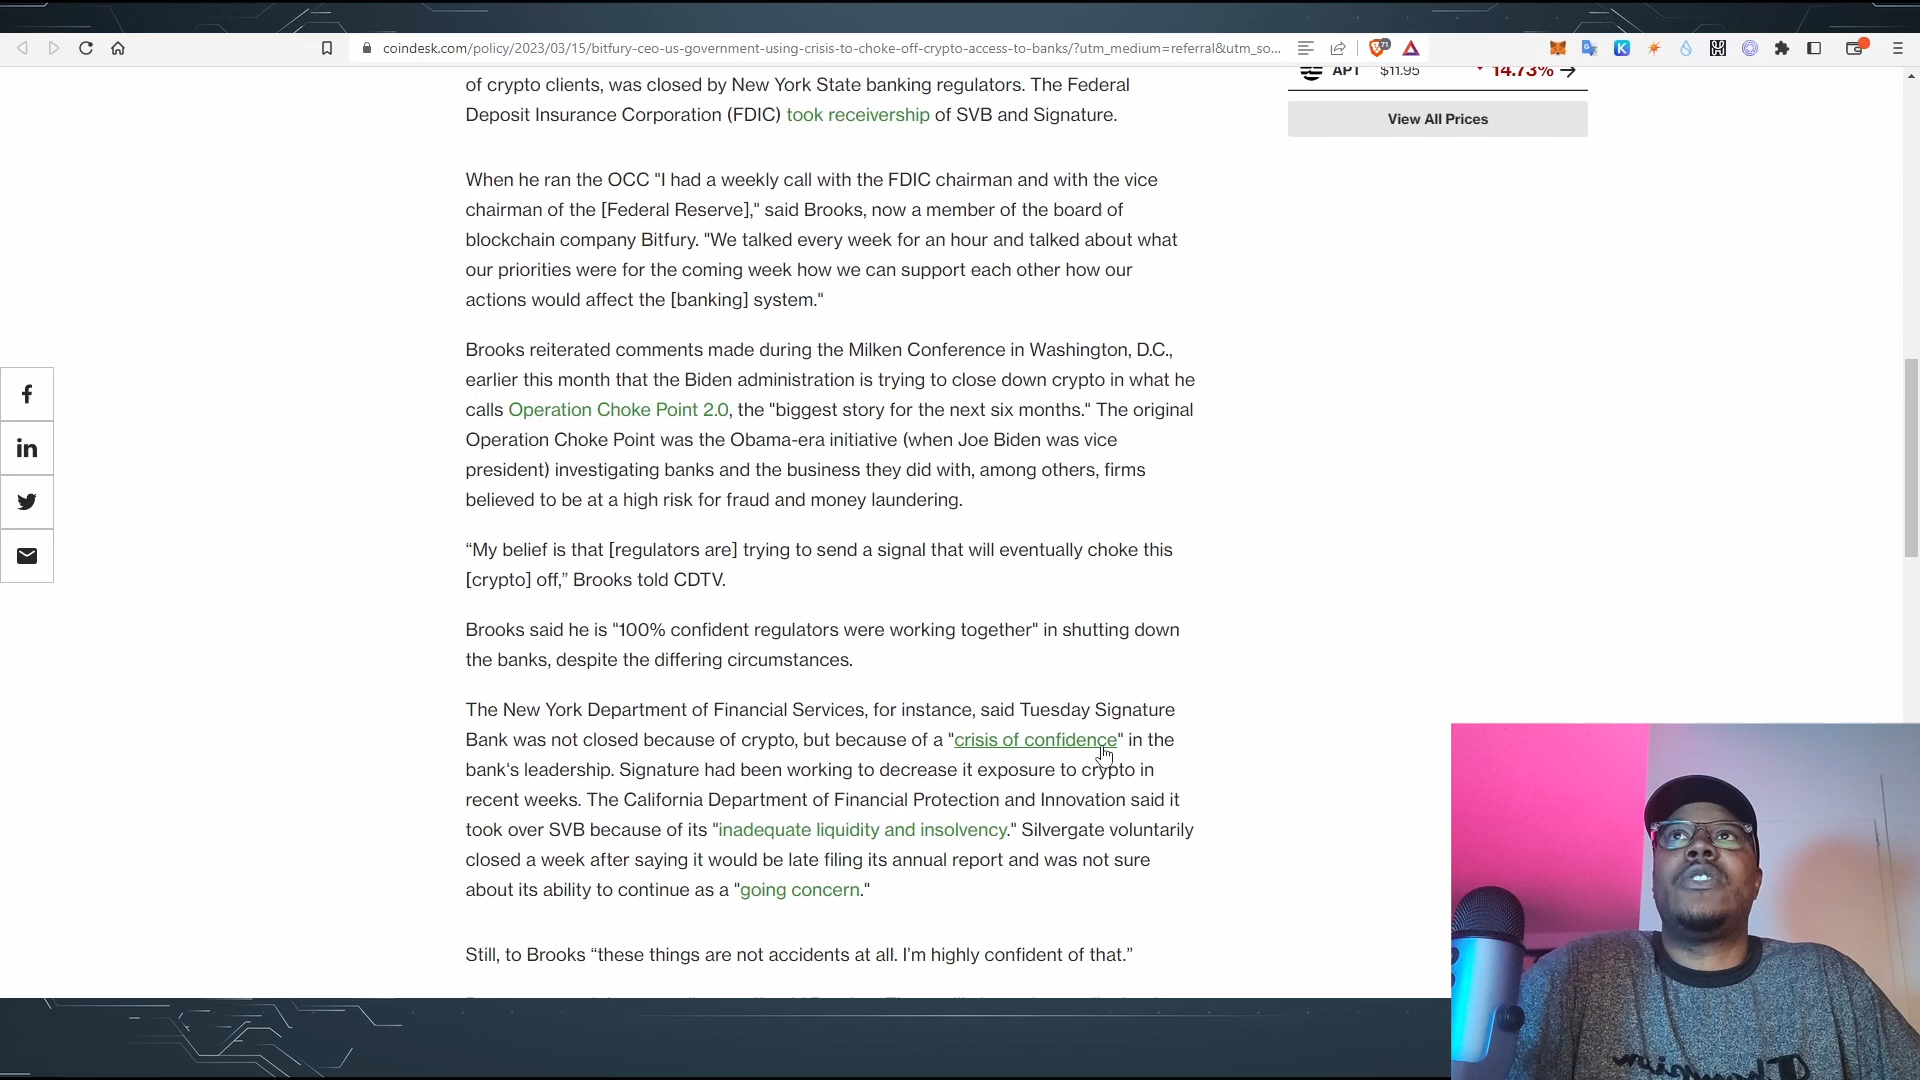 coindesk.com/policy/2023/03/15/bitfury-ceo-us-government-using-crisis-to-choke-off-crypto-access-to-banks/?utm_medium=referral&utm_so...
71
of crypto clients, was closed by New York State banking regulators. The Federal
Deposit Insurance Corporation (FDIC) took receivership of SVB and Signature.
APT $11.95 14.73%
View All Prices
When he ran the OCC "I had a weekly call with the FDIC chairman and with the vice
chairman of the [Federal Reserve]," said Brooks, now a member of the board of
blockchain company Bitfury. "We talked every week for an hour and talked about what
our priorities were for the coming week how we can support each other how our
actions would affect the [banking] system."
Brooks reiterated comments made during the Milken Conference in Washington, D.C.,
earlier this month that the Biden administration is trying to close down crypto in what he
calls Operation Choke Point 2.0, the "biggest story for the next six months." The original
Operation Choke Point was the Obama-era initiative (when Joe Biden was vice
president) investigating banks and the business they did with, among others, firms
believed to be at a high risk for fraud and money laundering.
“My belief is that [regulators are] trying to send a signal that will eventually choke this
[crypto] off,” Brooks told CDTV.
Brooks said he is "100% confident regulators were working together" in shutting down
the banks, despite the differing circumstances.
The New York Department of Financial Services, for instance, said Tuesday Signature
Bank was not closed because of crypto, but because of a "crisis of confidence" in the
bank's leadership. Signature had been working to decrease it exposure to crypto in
recent weeks. The California Department of Financial Protection and Innovation said it
took over SVB because of its "inadequate liquidity and insolvency." Silvergate voluntarily
closed a week after saying it would be late filing its annual report and was not sure
about its ability to continue as a "going concern."
Still, to Brooks “these things are not accidents at all. I’m highly confident of that.”
Champion